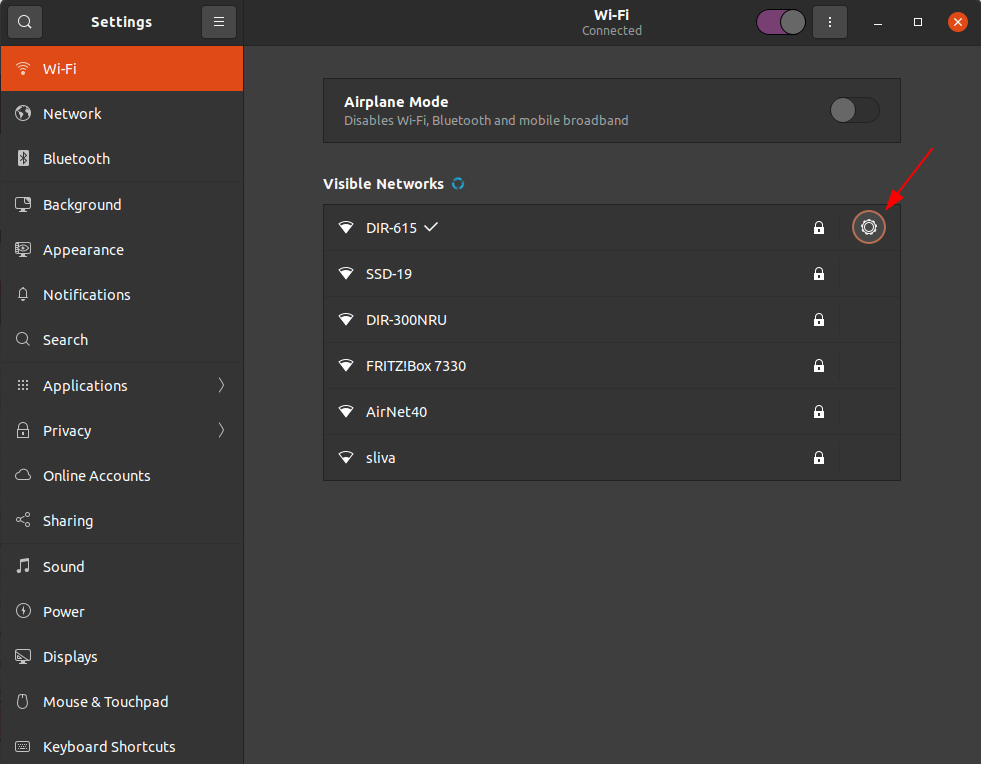 Settings
Wi-Fi
Connected
Wi-Fi
Network
Bluetooth
Background
Appearance
Notifications
Search
Applications
Privacy
Online Accounts
Sharing
Sound
Power
Displays
Mouse & Touchpad
Keyboard Shortcuts
Airplane Mode
Disables Wi-Fi, Bluetooth and mobile broadband
Visible Networks
DIR-615
SSD-19
DIR-300NRU
FRITZ!Box 7330
AirNet40
sliva